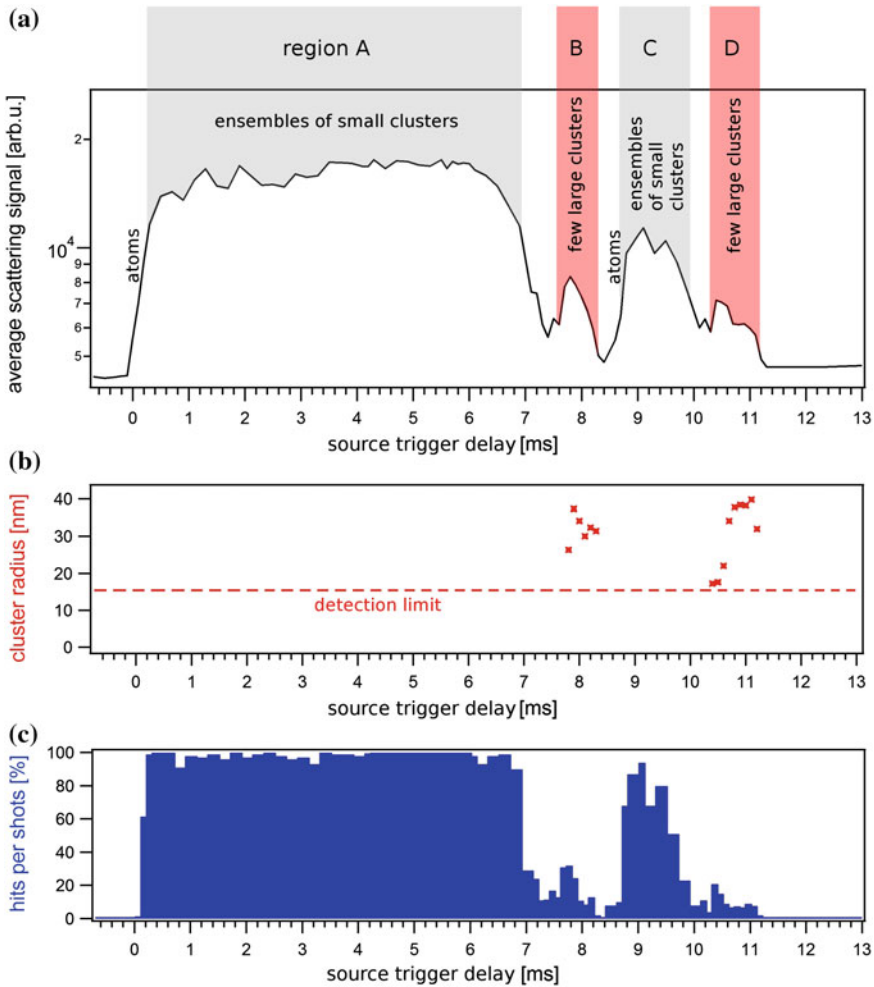 (a)
region A
B
C
D
average scattering signal [arb.u.]
2
10⁴
9
8
7
6
5
atoms
ensembles of small clusters
few large clusters
atoms
ensembles
of small
clusters
few large clusters
0 1 2 3 4 5 6 7 8 9 10 11 12 13
source trigger delay [ms]
(b)
cluster radius [nm]
40
30
20
10
0
detection limit
0 1 2 3 4 5 6 7 8 9 10 11 12 13
source trigger delay [ms]
(c)
hits per shots [%]
100
80
60
40
20
0
0 1 2 3 4 5 6 7 8 9 10 11 12 13
source trigger delay [ms]